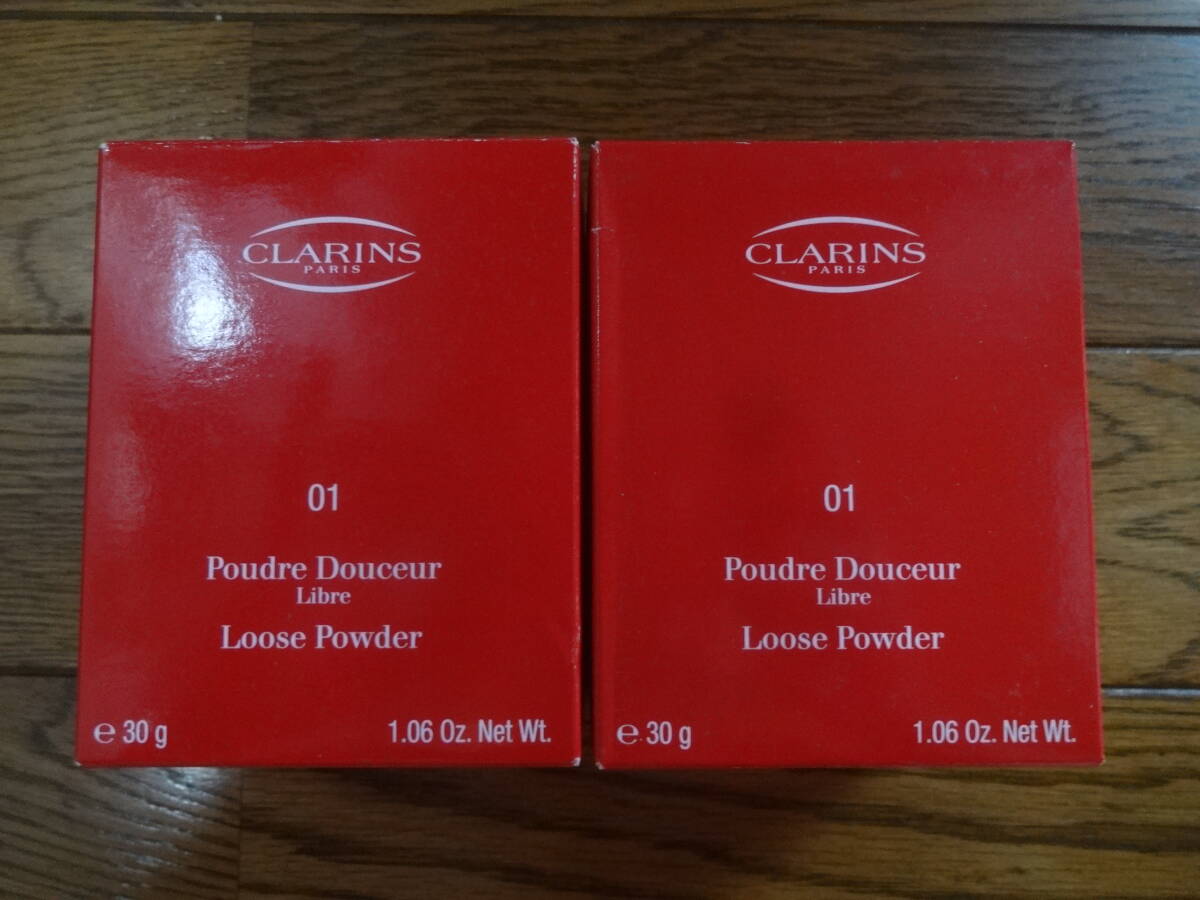 CLARINS
PARIS
01
Poudre Douceur
Libre
Loose Powder
℮ 30 g
1.06 Oz. Net Wt.
CLARINS
PARIS
01
Poudre Douceur
Libre
Loose Powder
℮ 30 g
1.06 Oz. Net Wt.